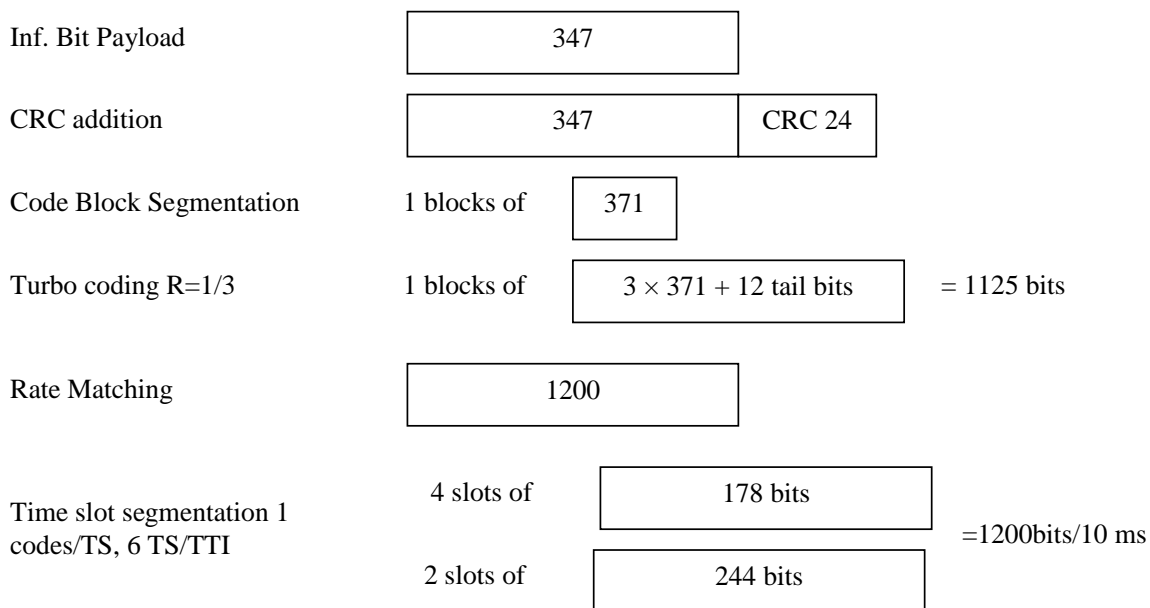 Inf. Bit Payload
347
CRC addition
347
CRC 24
Code Block Segmentation
1 blocks of
371
Turbo coding R=1/3
1 blocks of
3 × 371 + 12 tail bits
= 1125 bits
Rate Matching
1200
Time slot segmentation 1
codes/TS, 6 TS/TTI
4 slots of
178 bits
=1200bits/10 ms
2 slots of
244 bits